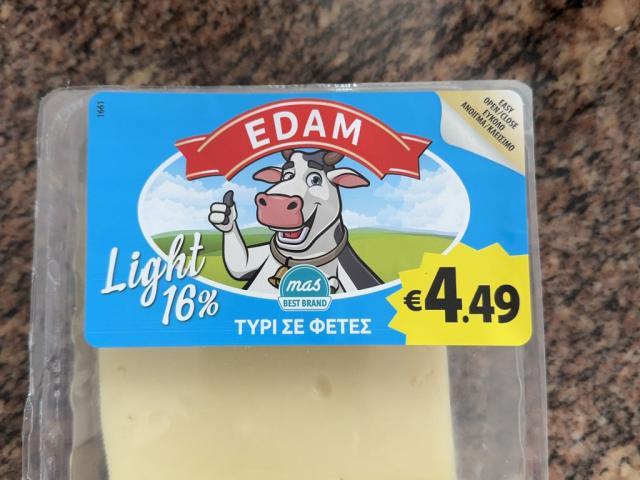 1661
EDAM
EASY
OPEN/CLOSE
ΕΥΚΟΛΟ
ΑΝΟΙΓΜΑ/ΚΛΕΙΣΙΜΟ
Light
16%
mas
BEST BRAND
ΤΥΡΙ ΣΕ ΦΕΤΕΣ
€4.49